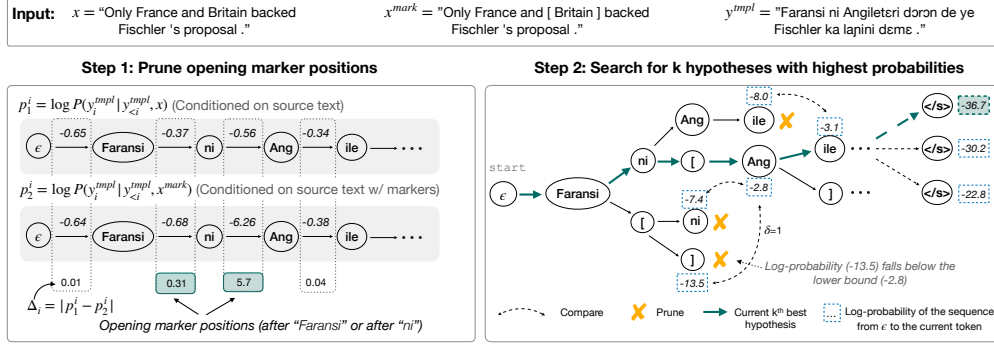 Input:
x = "Only France and Britain backed
Fischler 's proposal ."
x^mark = "Only France and [ Britain ] backed
Fischler 's proposal ."
y^tmpl = "Faransi ni Angiletɛri dɔrɔn de ye
Fischler ka laɲini dɛmɛ ."
Step 1: Prune opening marker positions
p_1^i = log P(y_i^tmpl | y_<i^tmpl, x) (Conditioned on source text)
-0.65 -0.37 -0.56 -0.34
ϵ Faransi ni Ang ile ...
p_2^i = log P(y_i^tmpl | y_<i^tmpl, x^mark) (Conditioned on source text w/ markers)
-0.64 -0.68 -6.26 -0.38
ϵ Faransi ni Ang ile ...
0.01 0.31 5.7 0.04
Δ_i = |p_1^i − p_2^i|
Opening marker positions (after "Faransi" or after "ni")
Step 2: Search for k hypotheses with highest probabilities
-8.0
Ang ile
-3.1
</s> -36.7
start
ni [ Ang ile ...
</s> -30.2
ϵ Faransi
-7.4 -2.8
] ...
</s> -22.8
[ ni
δ=1
]
-13.5
Log-probability (-13.5) falls below the
lower bound (-2.8)
Compare
Prune
Current k^th best
hypothesis
... Log-probability of the sequence
from ϵ to the current token